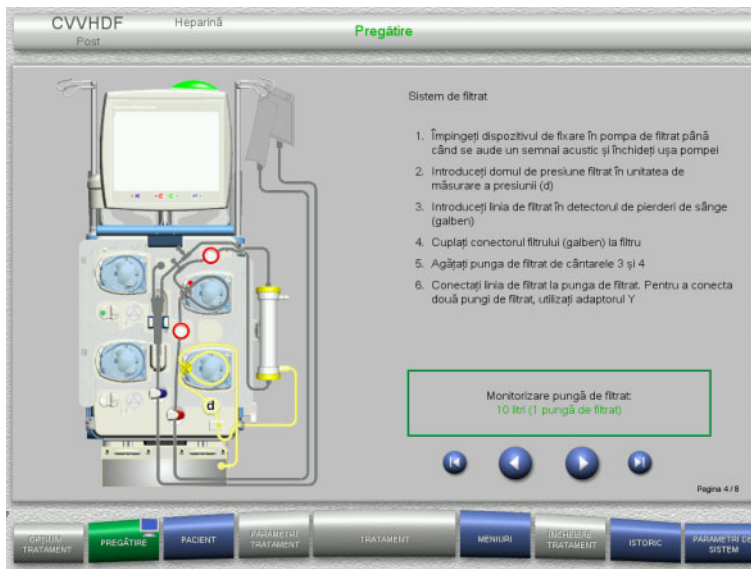 CVVHDF
Post
Heparină
Pregătire
Sistem de filtrat
1. Împingeți dispozitivul de fixare în pompa de filtrat până
când se aude un semnal acustic și închideți ușa pompei
2. Introduceți domul de presiune filtrat în unitatea de
măsurare a presiunii (d)
3. Introduceți linia de filtrat în detectorul de pierderi de sânge
(galben)
4. Cuplați conectorul filtrului (galben) la filtru
5. Agățați punga de filtrat de cântarele 3 și 4
6. Conectați linia de filtrat la punga de filtrat. Pentru a conecta
două pungi de filtrat, utilizați adaptorul Y
d
Monitorizare pungă de filtrat:
10 litri (1 pungă de filtrat)
Pagina 4 / 8
OPȚIUNI
TRATAMENT
PREGĂTIRE
PACIENT
PARAMETRI
TRATAMENT
TRATAMENT
MENIURI
ÎNCHEIERE
TRATAMENT
ISTORIC
PARAMETRI DE
SISTEM